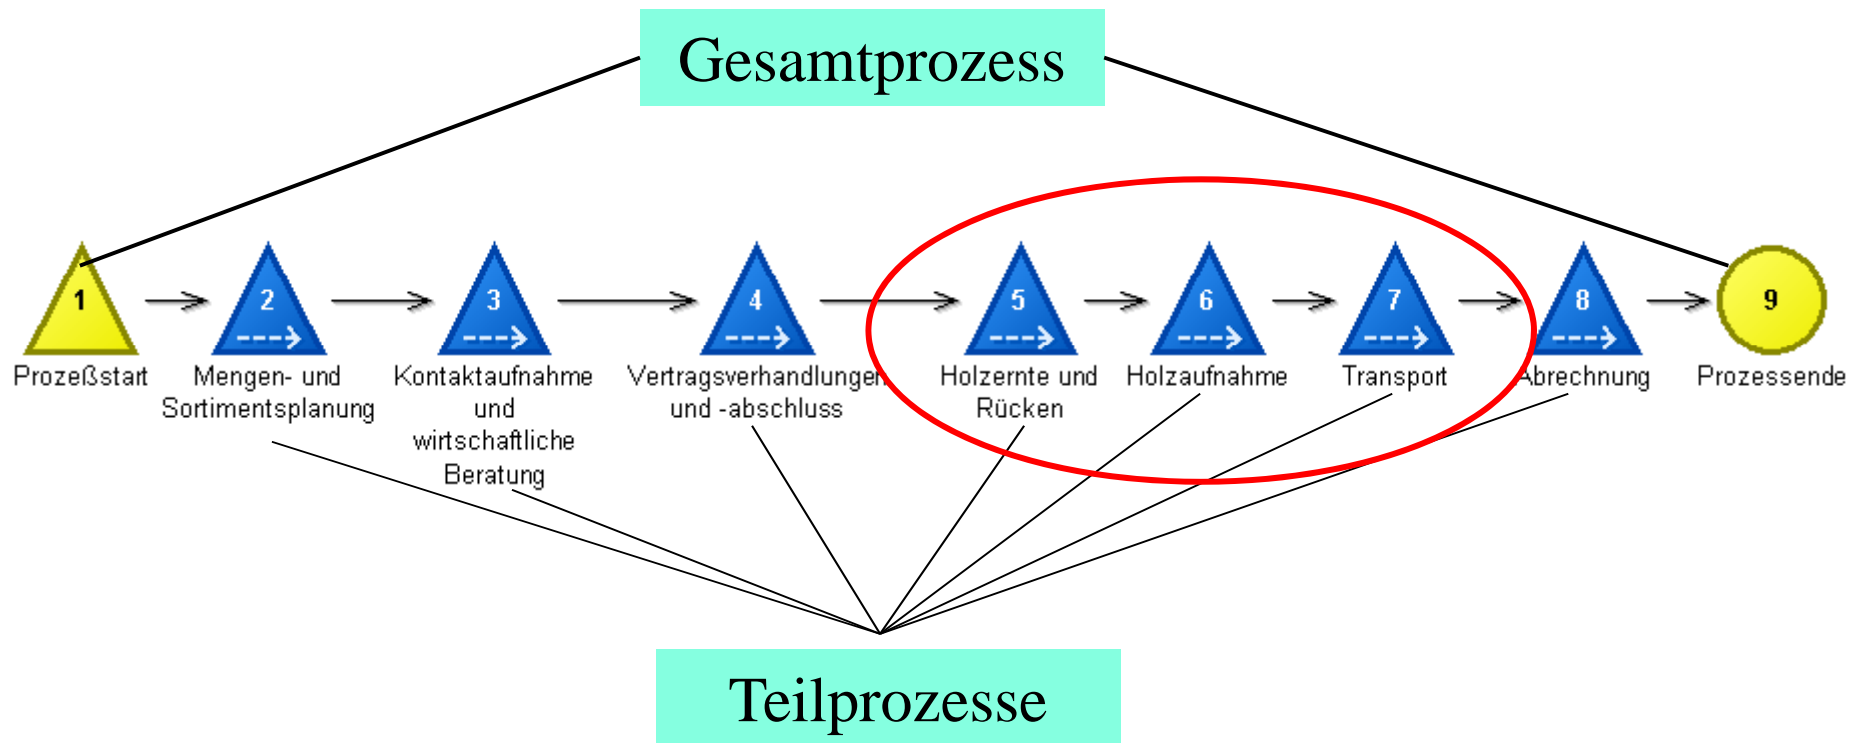 Gesamtprozess
1
2
3
4
5
6
7
8
9
Prozeßstart
Mengen- und
Sortimentsplanung
Kontaktaufnahme
und
wirtschaftliche
Beratung
Vertragsverhandlungen
und -abschluss
Holzernte und
Rücken
Holzaufnahme
Transport
Abrechnung
Prozessende
Teilprozesse